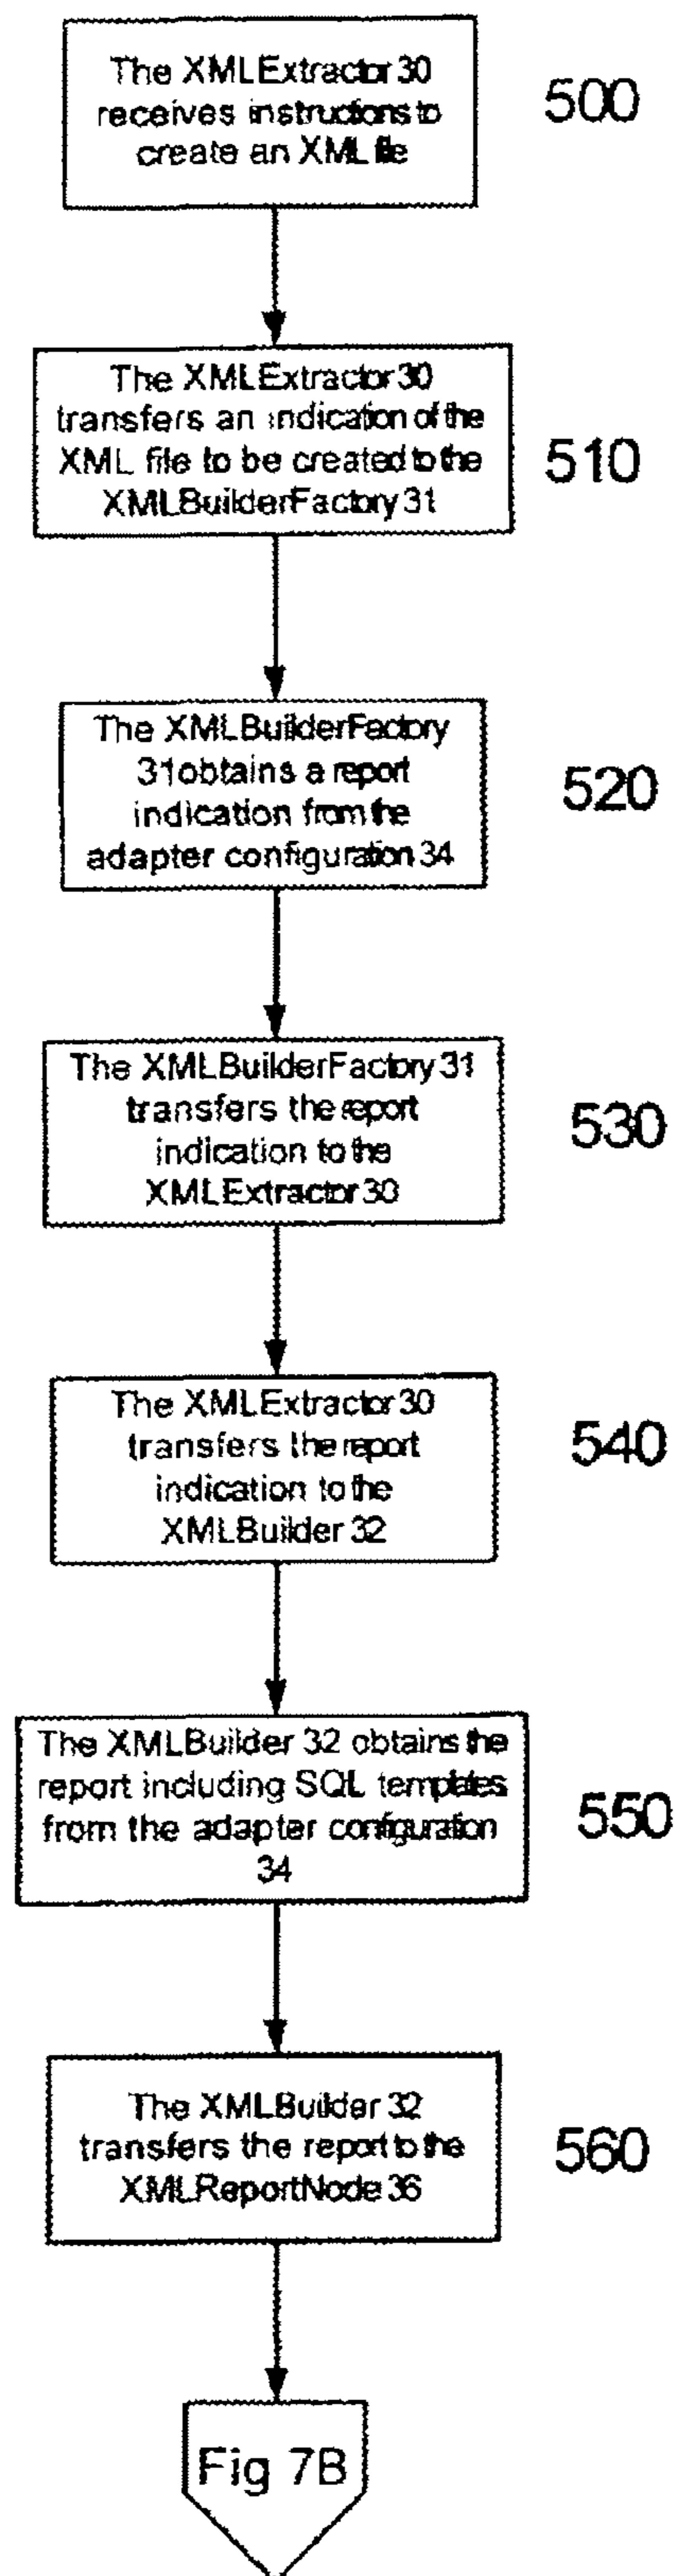 The XMLExtractor 30
receives instructions to
create an XML file
500
The XMLExtractor 30
transfers an indication of the
XML file to be created to the
XMLBuilderFactory 31
510
The XMLBuilderFactory
31 obtains a report
indication from the
adapter configuration 34
520
The XMLBuilderFactory 31
transfers the report
indication to the
XMLExtractor 30
530
The XMLExtractor 30
transfers the report
indication to the
XMLBuilder 32
540
The XMLBuilder 32 obtains the
report including SQL templates
from the adapter configuration
34
550
The XMLBuilder 32
transfers the report to the
XMLReportNode 36
560
Fig 7B